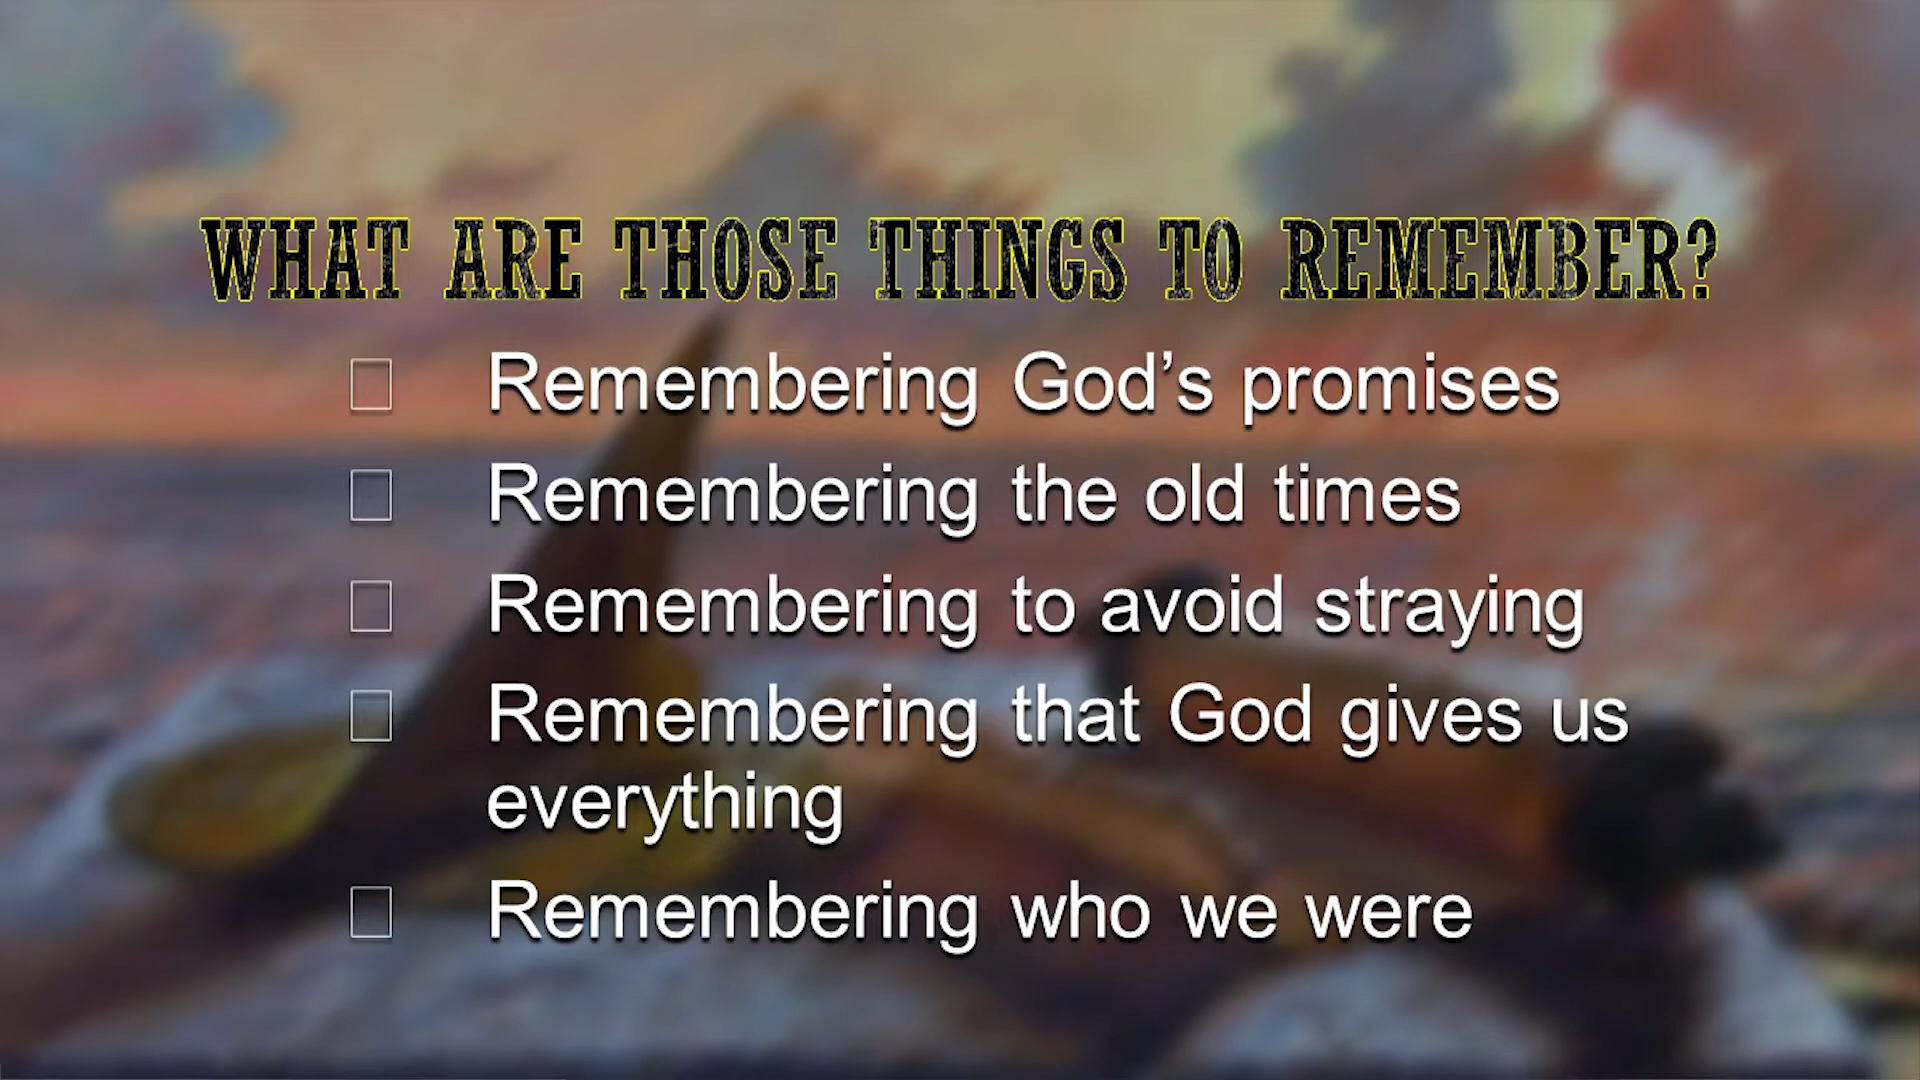 WHAT ARE THOSE THINGS TO REMEMBER?
Remembering God’s promises
Remembering the old times
Remembering to avoid straying
Remembering that God gives us
everything
Remembering who we were